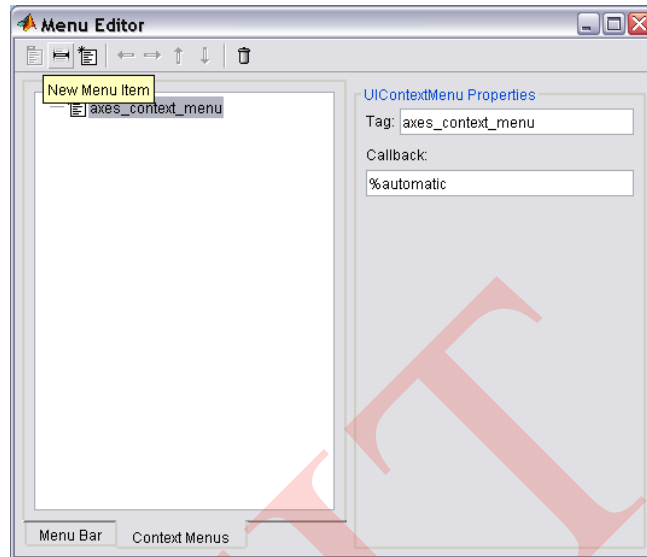 Menu Editor
New Menu Item
axes_context_menu
UIContextMenu Properties
Tag: axes_context_menu
Callback:
%automatic
Menu Bar
Context Menus